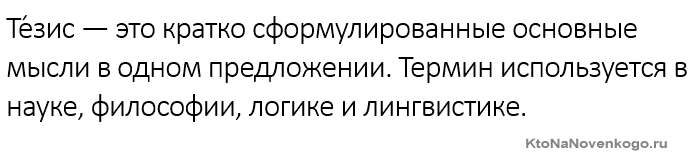 Те́зис — это кратко сформулированные основные
мысли в одном предложении. Термин используется в
науке, философии, логике и лингвистике.
KtoNaNovenkogo.ru